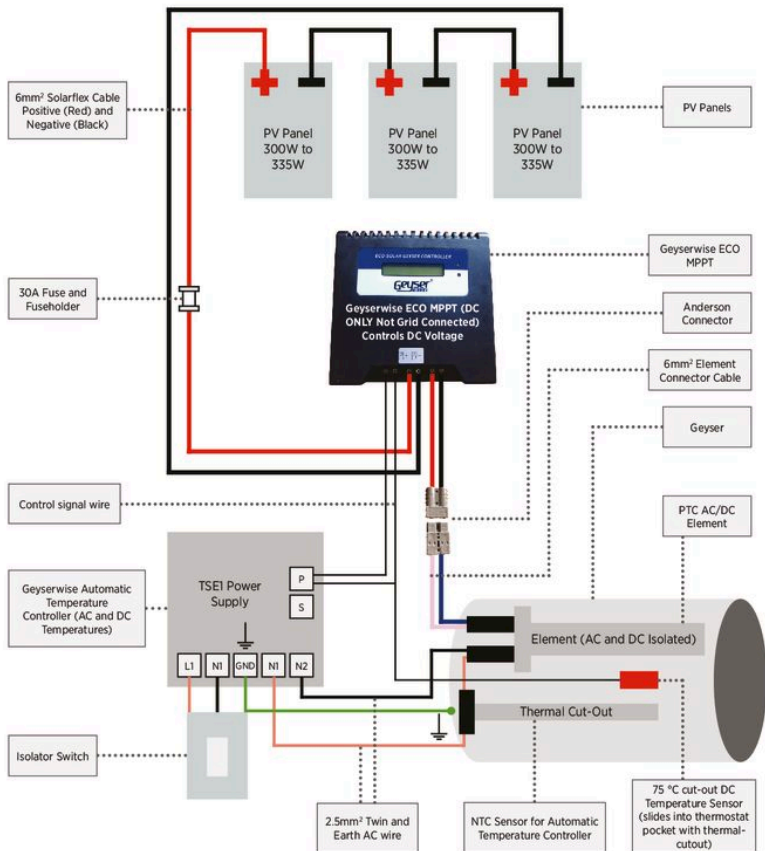 6mm² Solarflex Cable
Positive (Red) and
Negative (Black)
PV Panel
300W to
335W
PV Panel
300W to
335W
PV Panel
300W to
335W
PV Panels
ECO SOLAR GEYSER CONTROLLER
Geyser
Geyserwise ECO MPPT (DC
ONLY Not Grid Connected)
Controls DC Voltage
Geyserwise ECO
MPPT
30A Fuse and
Fuseholder
Anderson
Connector
6mm² Element
Connector Cable
Geyser
Control signal wire
PTC AC/DC
Element
Geyserwise Automatic
Temperature
Controller (AC and DC
Temperatures)
TSE1 Power
Supply
P
S
L1
N1
GND
N1
N2
Element (AC and DC Isolated)
Thermal Cut-Out
Isolator Switch
2.5mm² Twin and
Earth AC wire
NTC Sensor for Automatic
Temperature Controller
75 °C cut-out DC
Temperature Sensor
(slides into thermostat
pocket with thermal-
cutout)